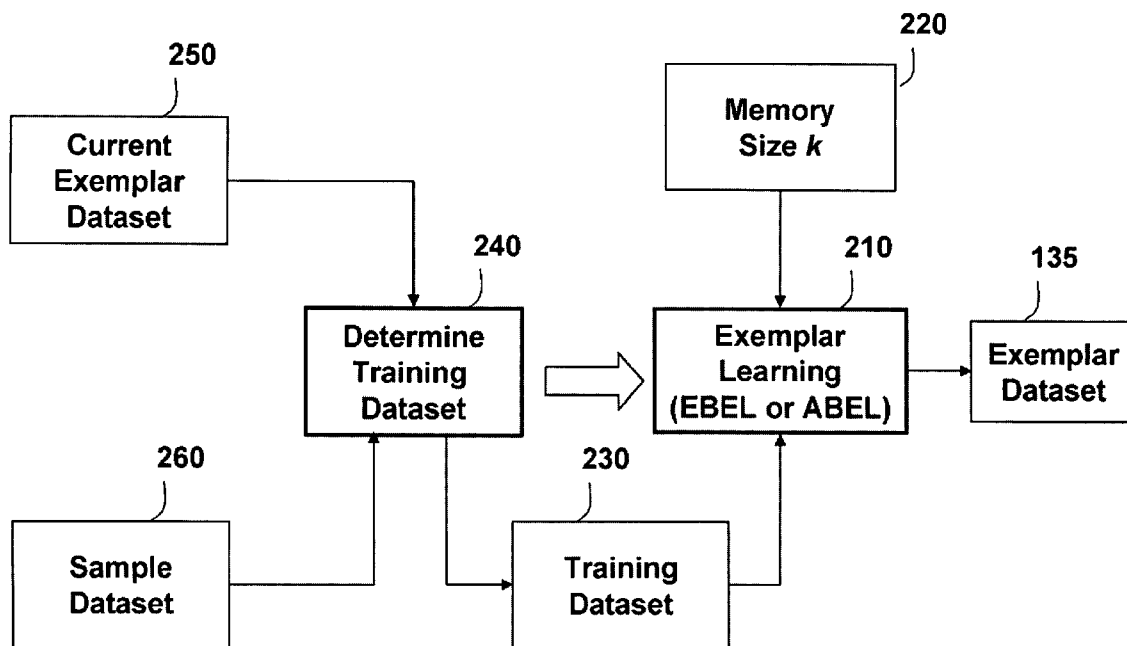 250
Current
Exemplar
Dataset
220
Memory
Size k
240
Determine
Training
Dataset
210
Exemplar
Learning
(EBEL or ABEL)
135
Exemplar
Dataset
260
Sample
Dataset
230
Training
Dataset